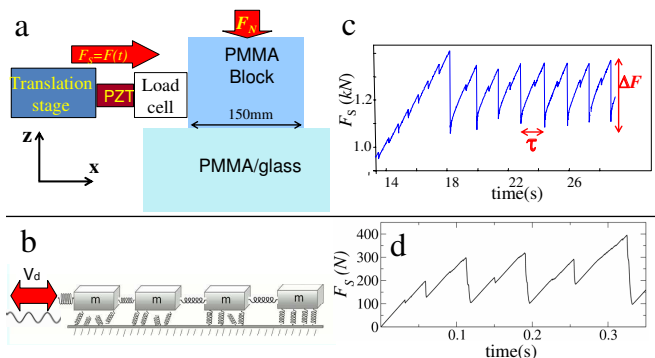 a
F_S=F(t)
F_N
Translation
stage
PZT
Load
cell
PMMA
Block
150mm
PMMA/glass
z
x
c
F_S (kN)
1.2
1.0
ΔF
τ
14 18 22 26
time(s)
b
V_d
m m m m
d
F_S (N)
400
300
200
100
0
0.1 0.2 0.3
time(s)